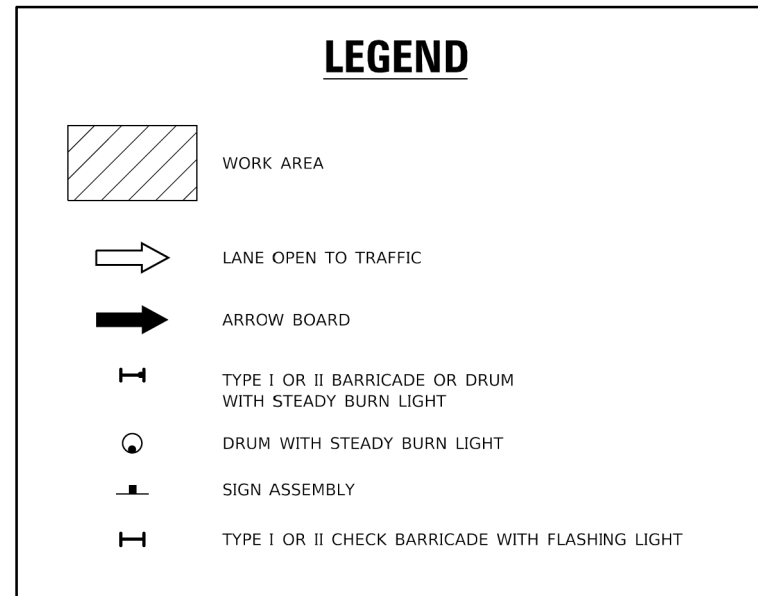 LEGEND
WORK AREA
LANE OPEN TO TRAFFIC
ARROW BOARD
TYPE I OR II BARRICADE OR DRUM
WITH STEADY BURN LIGHT
DRUM WITH STEADY BURN LIGHT
SIGN ASSEMBLY
TYPE I OR II CHECK BARRICADE WITH FLASHING LIGHT